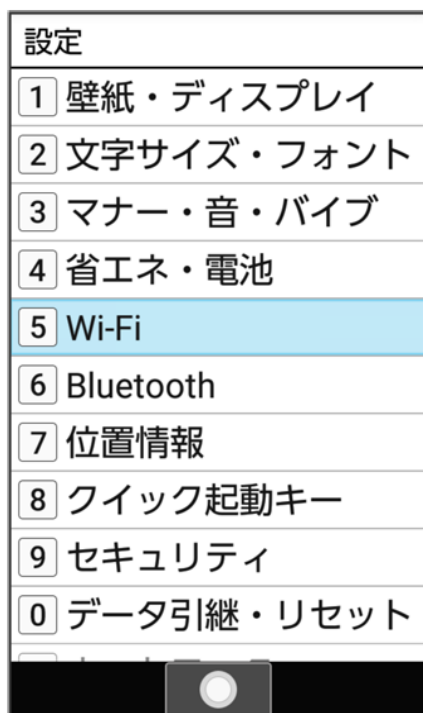 設定
1 壁紙・ディスプレイ
2 文字サイズ・フォント
3 マナー・音・バイブ
4 省エネ・電池
5 Wi-Fi
6 Bluetooth
7 位置情報
8 クイック起動キー
9 セキュリティ
0 データ引継・リセット